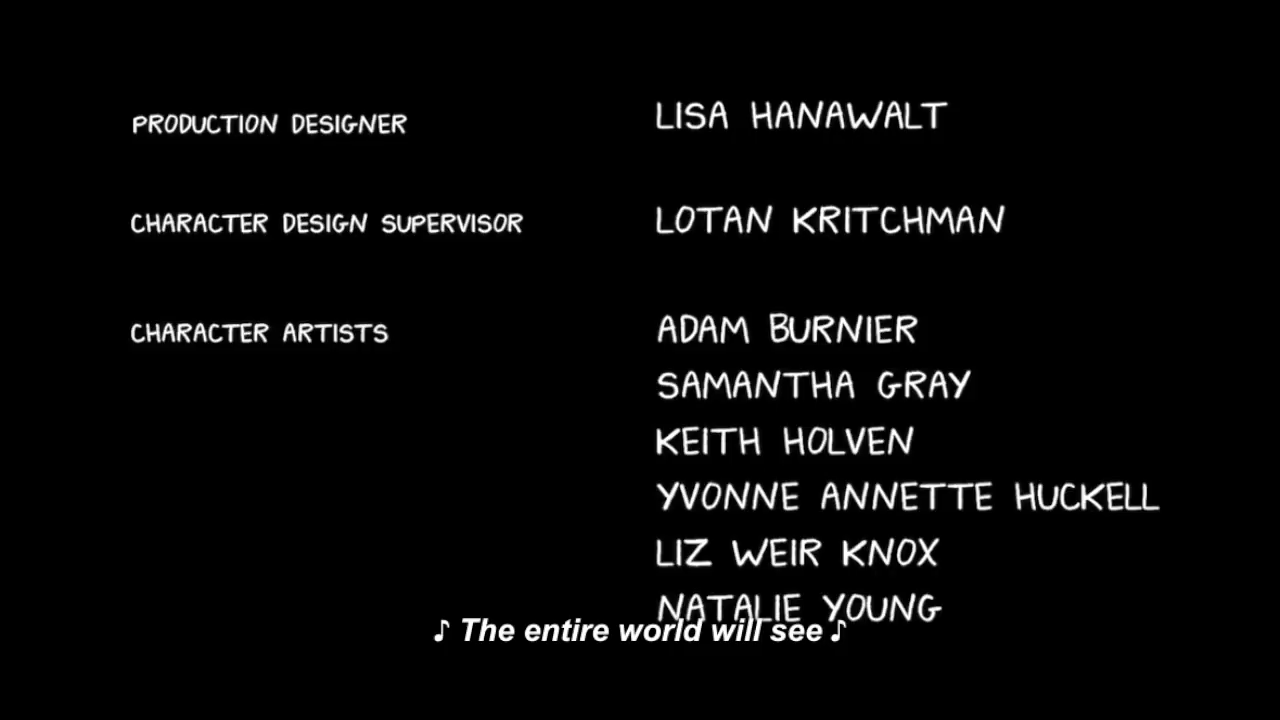 PRODUCTION DESIGNER LISA HANAWALT
CHARACTER DESIGN SUPERVISOR LOTAN KRITCHMAN
CHARACTER ARTISTS ADAM BURNIER
SAMANTHA GRAY
KEITH HOLVEN
YVONNE ANNETTE HUCKELL
LIZ WEIR KNOX
NATALIE YOUNG
♪ The entire world will see ♪